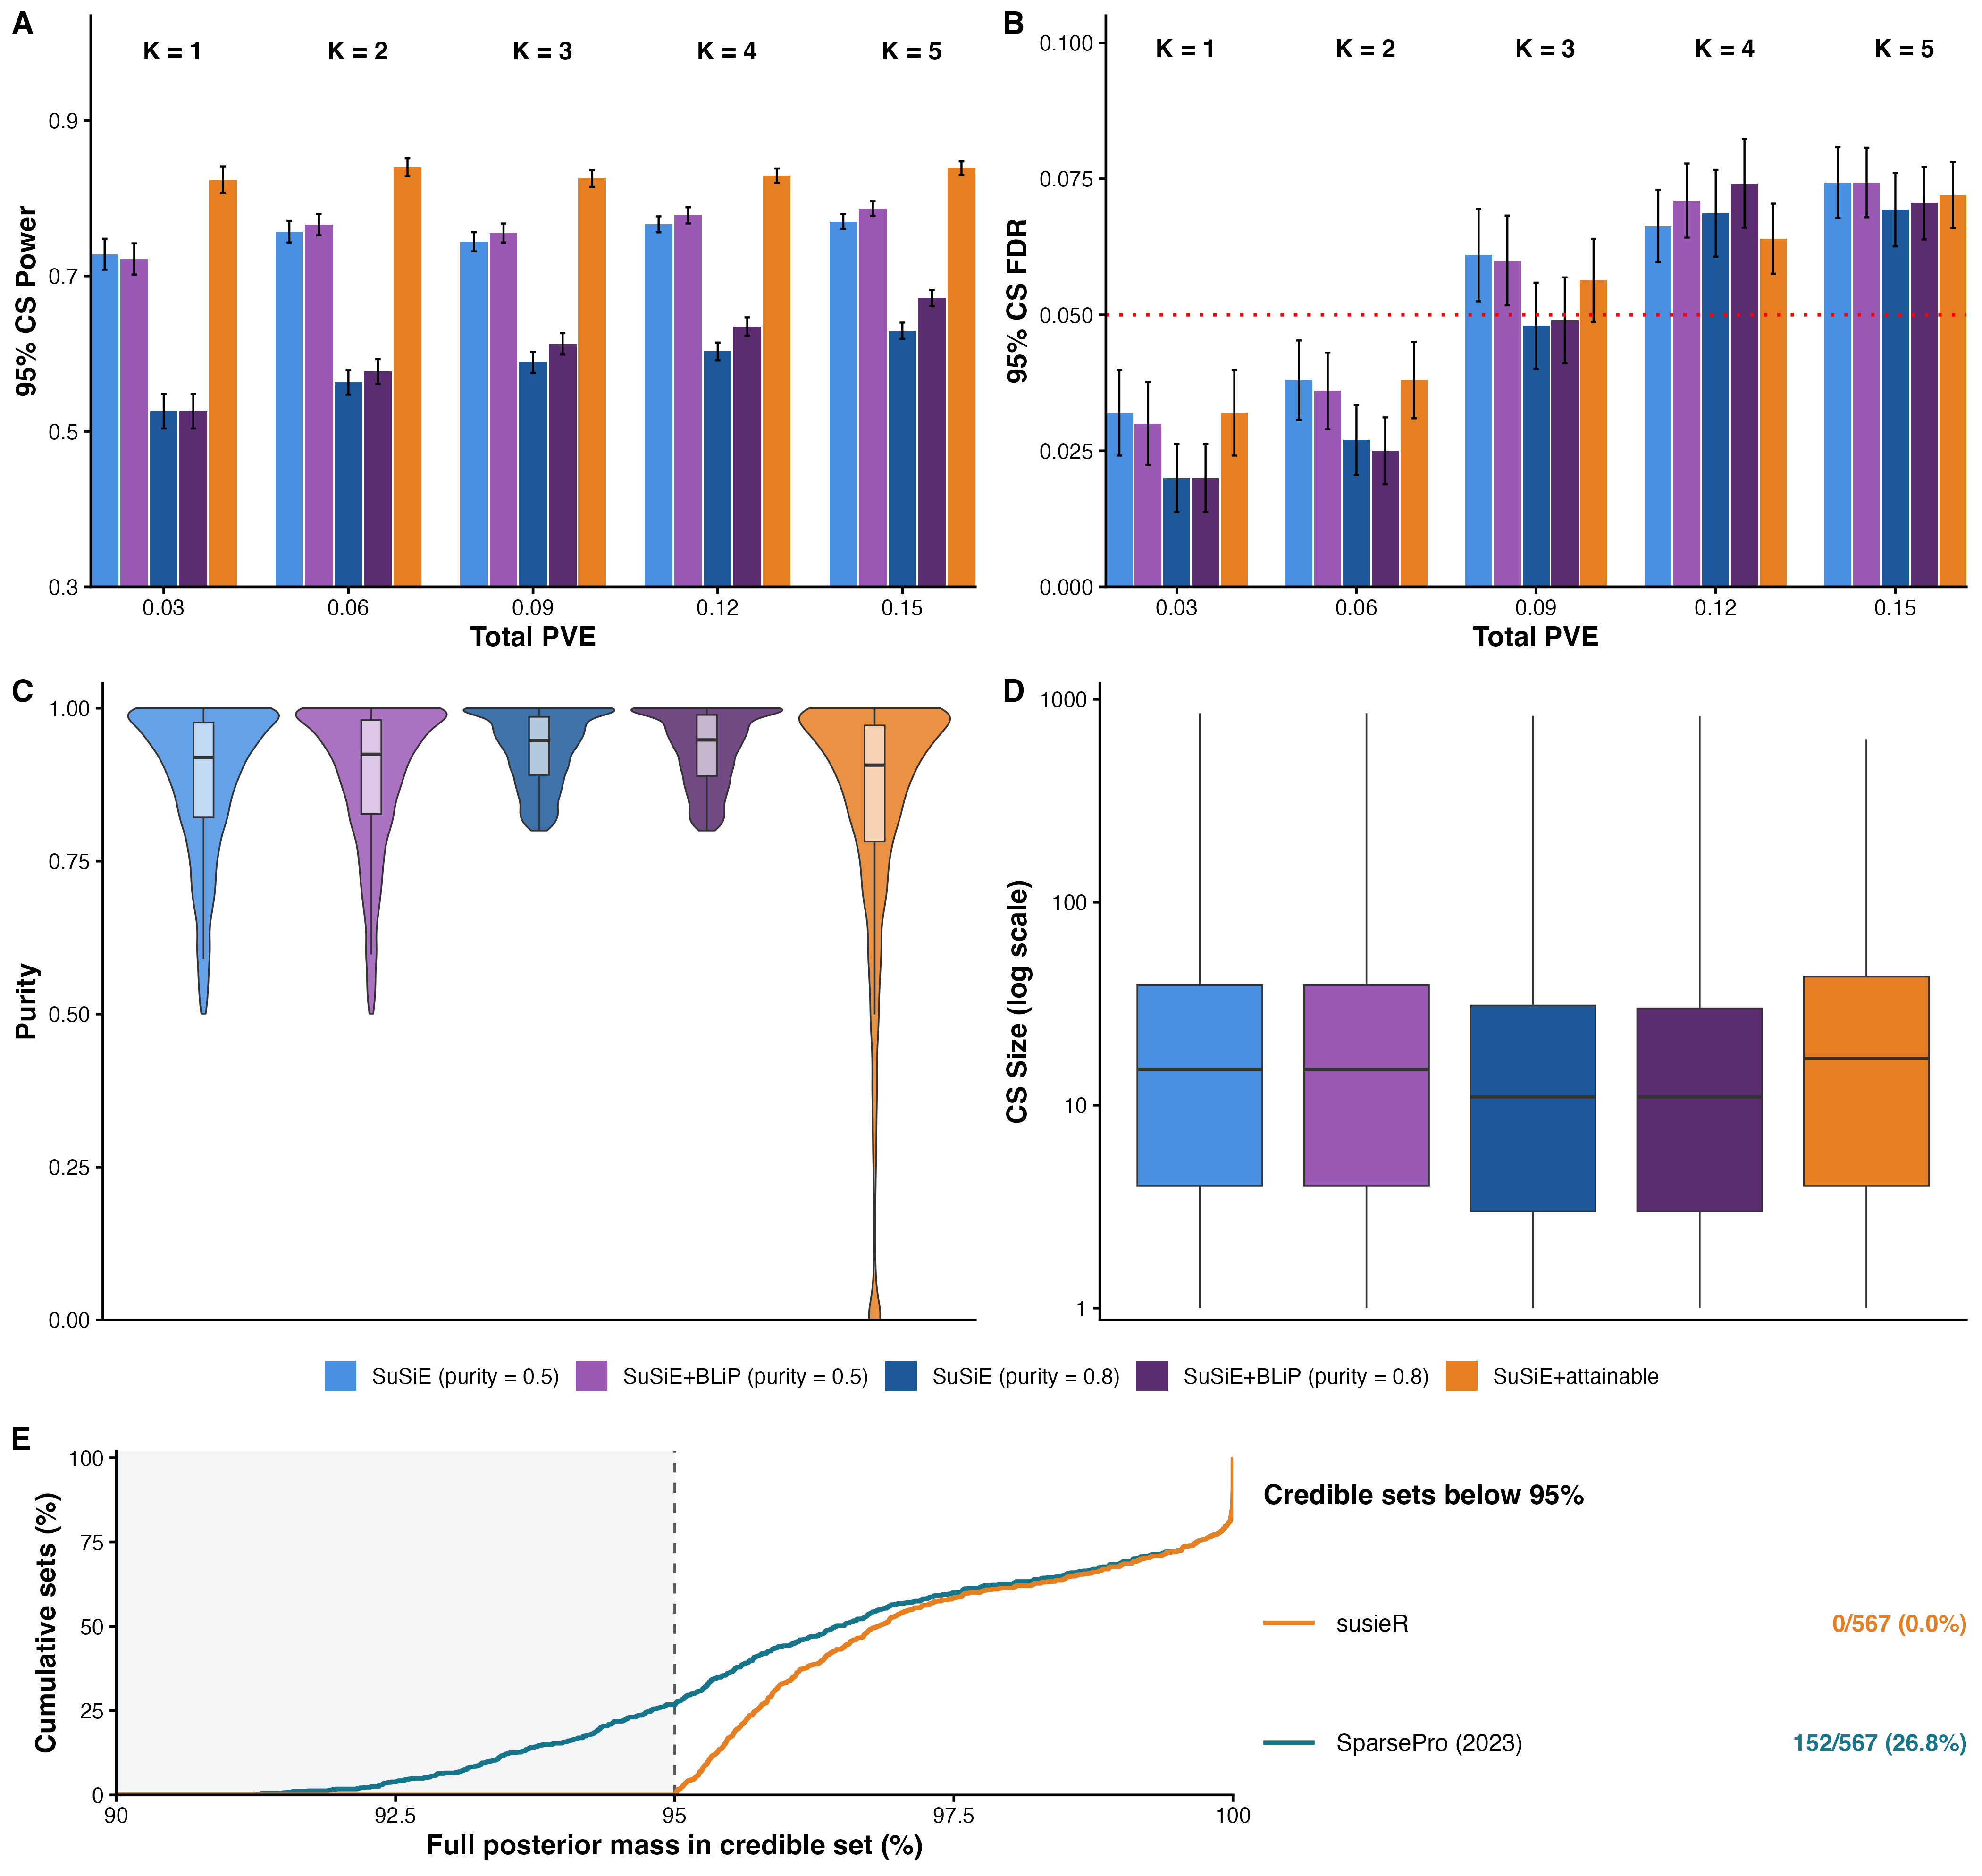 A
K = 1 K = 2 K = 3 K = 4 K = 5
95% CS Power
0.9
0.7
0.5
0.3
0.03 0.06 0.09 0.12 0.15
Total PVE
B
K = 1 K = 2 K = 3 K = 4 K = 5
95% CS FDR
0.100
0.075
0.050
0.025
0.000
0.03 0.06 0.09 0.12 0.15
Total PVE
C
Purity
1.00
0.75
0.50
0.25
0.00
D
CS Size (log scale)
1000
100
10
1
SuSiE (purity = 0.5) SuSiE+BLiP (purity = 0.5) SuSiE (purity = 0.8) SuSiE+BLiP (purity = 0.8) SuSiE+attainable
E
Cumulative sets (%)
100
75
50
25
0
90 92.5 95 97.5 100
Full posterior mass in credible set (%)
Credible sets below 95%
susieR 0/567 (0.0%)
SparsePro (2023) 152/567 (26.8%)